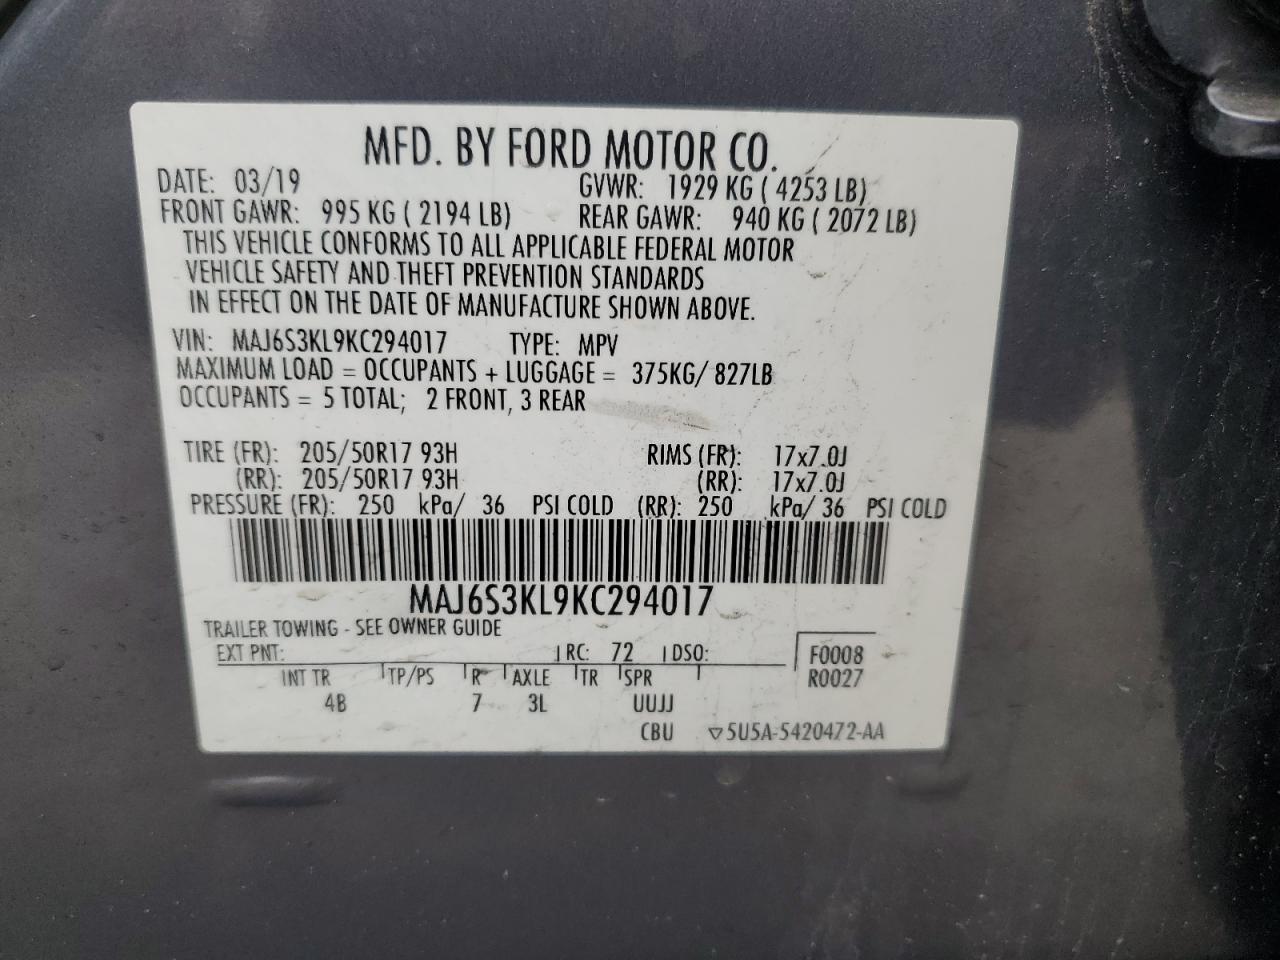 MFD. BY FORD MOTOR CO.
DATE: 03/19 GVWR: 1929 KG ( 4253 LB)
FRONT GAWR: 995 KG ( 2194 LB) REAR GAWR: 940 KG ( 2072 LB)
THIS VEHICLE CONFORMS TO ALL APPLICABLE FEDERAL MOTOR
VEHICLE SAFETY AND THEFT PREVENTION STANDARDS
IN EFFECT ON THE DATE OF MANUFACTURE SHOWN ABOVE.
VIN: MAJ6S3KL9KC294017 TYPE: MPV
MAXIMUM LOAD = OCCUPANTS + LUGGAGE = 375KG/ 827LB
OCCUPANTS = 5 TOTAL; 2 FRONT, 3 REAR
TIRE (FR): 205/50R17 93H RIMS (FR): 17x7.0J
(RR): 205/50R17 93H (RR): 17x7.0J
PRESSURE (FR): 250 kPa/ 36 PSI COLD (RR): 250 kPa/ 36 PSI COLD
MAJ6S3KL9KC294017
TRAILER TOWING - SEE OWNER GUIDE
EXT PNT: RC: 72 DSO: F0008
INT TR TP/PS R AXLE TR SPR R0027
4B 7 3L UUJJ
CBU ▽5U5A-5420472-AA